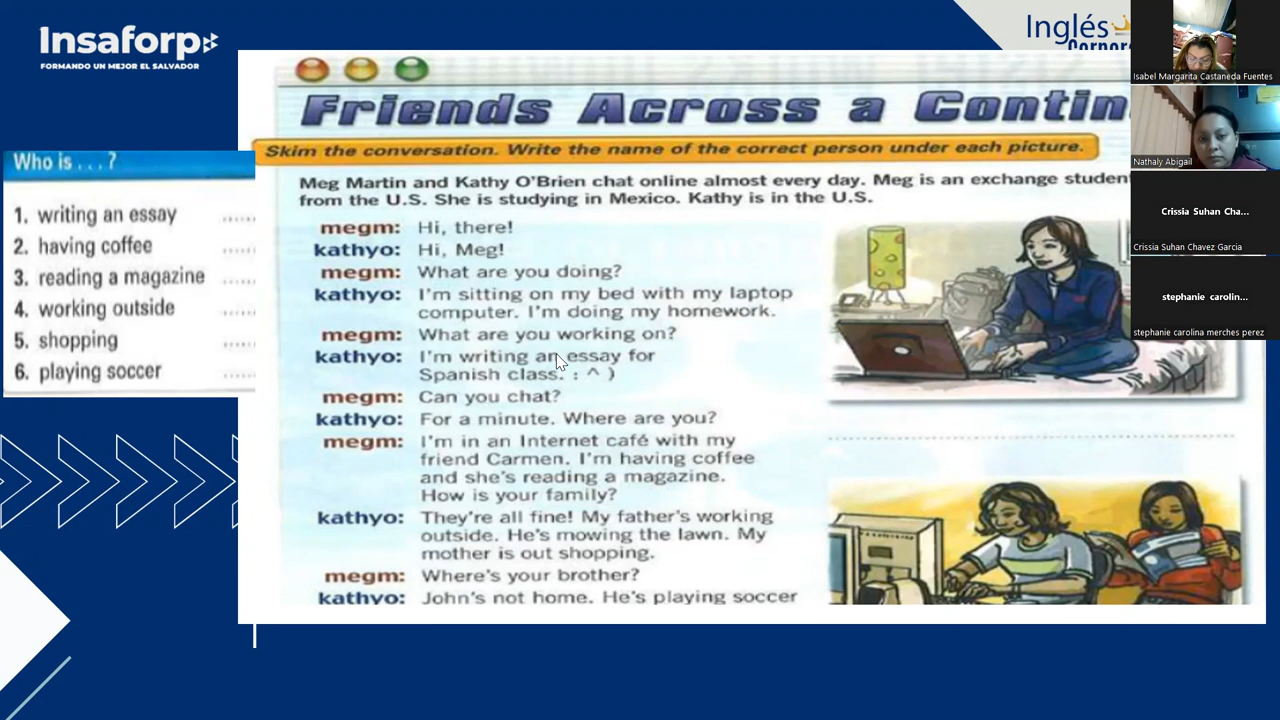 Insaforp
FORMANDO UN MEJOR EL SALVADOR
Inglés
Who is . . . ?
1. writing an essay ......
2. having coffee ......
3. reading a magazine ......
4. working outside ......
5. shopping ......
6. playing soccer ......
Friends Across a Contin
Skim the conversation. Write the name of the correct person under each picture.
Meg Martin and Kathy O'Brien chat online almost every day. Meg is an exchange studen
from the U.S. She is studying in Mexico. Kathy is in the U.S.
megm: Hi, there!
kathyo: Hi, Meg!
megm: What are you doing?
kathyo: I'm sitting on my bed with my laptop
computer. I'm doing my homework.
megm: What are you working on?
kathyo: I'm writing an essay for
Spanish class. : ^ )
megm: Can you chat?
kathyo: For a minute. Where are you?
megm: I'm in an Internet café with my
friend Carmen. I'm having coffee
and she's reading a magazine.
How is your family?
kathyo: They're all fine! My father's working
outside. He's mowing the lawn. My
mother is out shopping.
megm: Where's your brother?
kathyo: John's not home. He's playing soccer
Isabel Margarita Castaneda Fuentes
Nathaly Abigail
Crissia Suhan Cha...
Crissia Suhan Chavez Garcia
stephanie carolin...
stephanie carolina merches perez